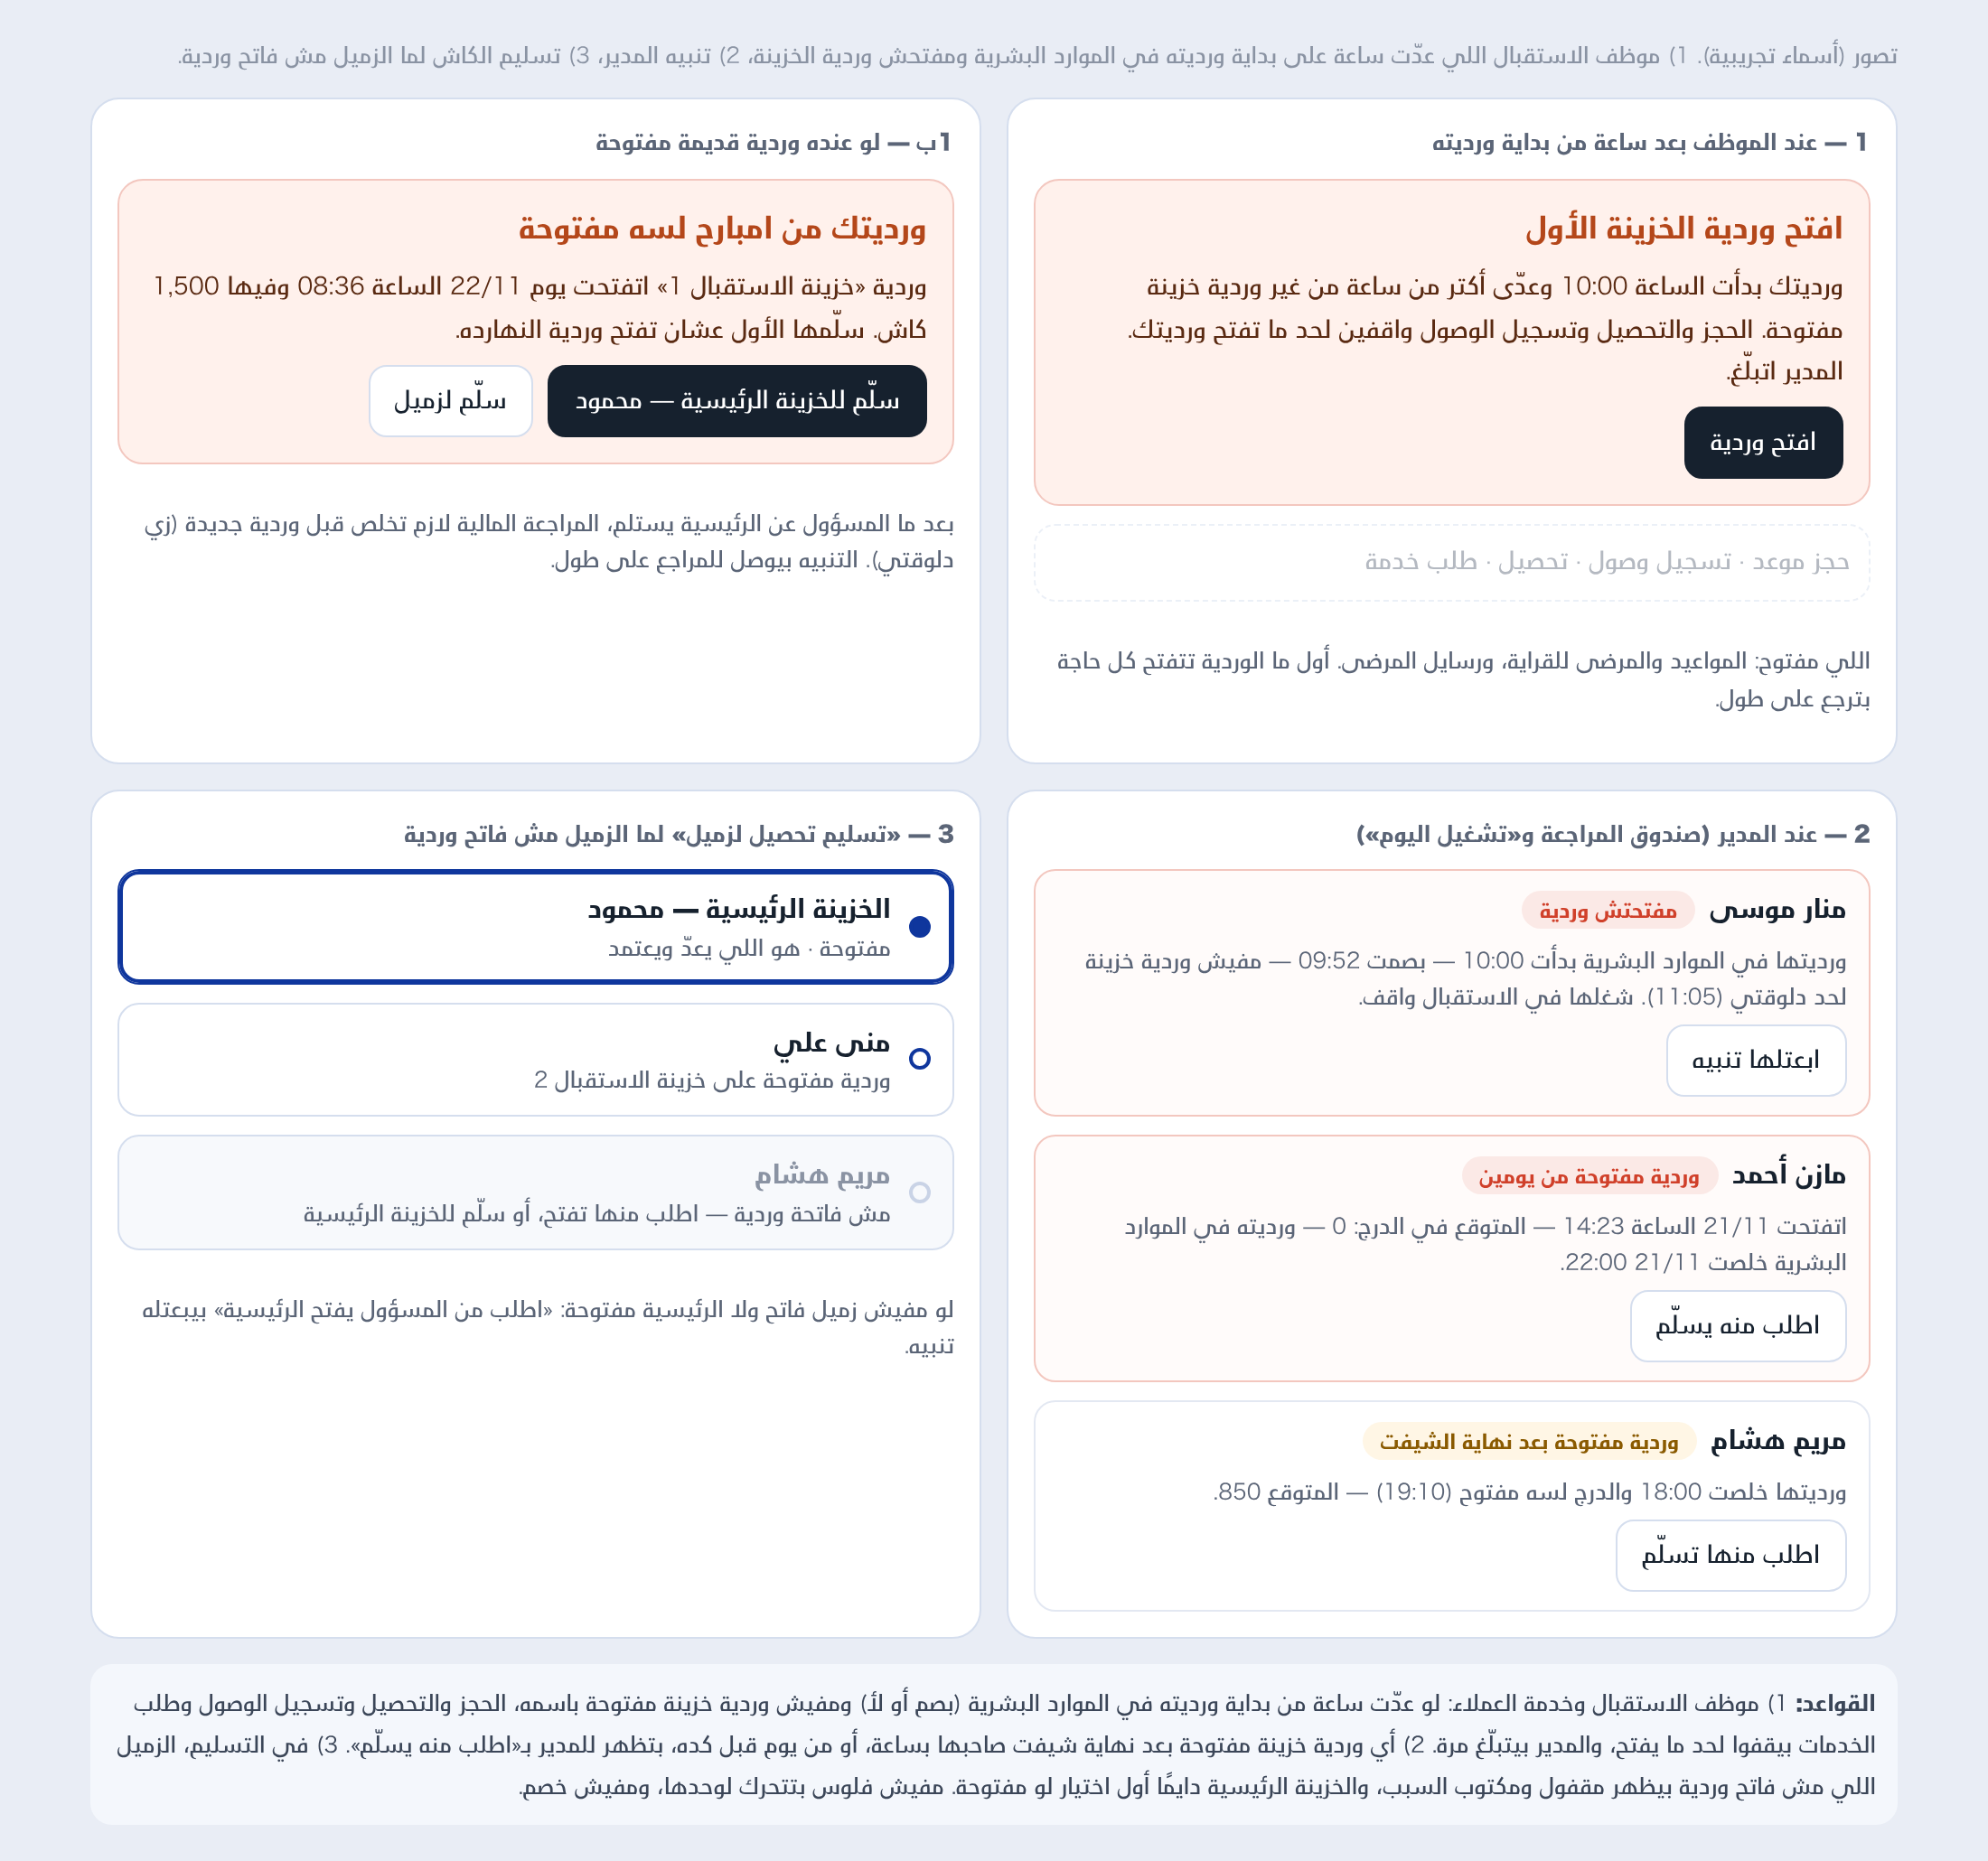 تصور (أسماء تجريبية). 1) موظف الاستقبال اللي عدّت ساعة على بداية ورديته في الموارد البشرية ومفتحش وردية الخزينة، 2) تنبيه المدير، 3) تسليم الكاش لما الزميل مش فاتح وردية.
1 — عند الموظف بعد ساعة من بداية ورديته
افتح وردية الخزينة الأول
ورديتك بدأت الساعة 10:00 وعدّى أكتر من ساعة من غير وردية خزينة
مفتوحة. الحجز والتحصيل وتسجيل الوصول واقفين لحد ما تفتح ورديتك.
المدير اتبلّغ.
افتح وردية
حجز موعد · تسجيل وصول · تحصيل · طلب خدمة
اللي مفتوح: المواعيد والمرضى للقراية، ورسايل المرضى. أول ما الوردية تتفتح كل حاجة
بترجع على طول.
1ب — لو عنده وردية قديمة مفتوحة
ورديتك من امبارح لسه مفتوحة
وردية «خزينة الاستقبال 1» اتفتحت يوم 22/11 الساعة 08:36 وفيها 1,500
كاش. سلّمها الأول عشان تفتح وردية النهارده.
سلّم للخزينة الرئيسية — محمود
سلّم لزميل
بعد ما المسؤول عن الرئيسية يستلم، المراجعة المالية لازم تخلص قبل وردية جديدة (زي
دلوقتي). التنبيه بيوصل للمراجع على طول.
2 — عند المدير (صندوق المراجعة و«تشغيل اليوم»)
منار موسى مفتحتش وردية
ورديتها في الموارد البشرية بدأت 10:00 — بصمت 09:52 — مفيش وردية خزينة
لحد دلوقتي (11:05). شغلها في الاستقبال واقف.
ابعتلها تنبيه
مازن أحمد وردية مفتوحة من يومين
اتفتحت 21/11 الساعة 14:23 — المتوقع في الدرج: 0 — ورديته في الموارد
البشرية خلصت 21/11 22:00.
اطلب منه يسلّم
مريم هشام وردية مفتوحة بعد نهاية الشيفت
ورديتها خلصت 18:00 والدرج لسه مفتوح (19:10) — المتوقع 850.
اطلب منها تسلّم
3 — «تسليم تحصيل لزميل» لما الزميل مش فاتح وردية
الخزينة الرئيسية — محمود
مفتوحة · هو اللي يعدّ ويعتمد
منى علي
وردية مفتوحة على خزينة الاستقبال 2
مريم هشام
مش فاتحة وردية — اطلب منها تفتح، أو سلّم للخزينة الرئيسية
لو مفيش زميل فاتح ولا الرئيسية مفتوحة: «اطلب من المسؤول يفتح الرئيسية» بيبعتله
تنبيه.
القواعد: 1) موظف الاستقبال وخدمة العملاء: لو عدّت ساعة من بداية ورديته في الموارد البشرية (بصم أو لأ) ومفيش وردية خزينة مفتوحة باسمه، الحجز والتحصيل وتسجيل الوصول وطلب
الخدمات بيقفوا لحد ما يفتح، والمدير بيتبلّغ مرة. 2) أي وردية خزينة مفتوحة بعد نهاية شيفت صاحبها بساعة، أو من يوم قبل كده، بتظهر للمدير بـ«اطلب منه يسلّم». 3) في التسليم، الزميل
اللي مش فاتح وردية بيظهر مقفول ومكتوب السبب، والخزينة الرئيسية دايمًا أول اختيار لو مفتوحة. مفيش فلوس بتتحرك لوحدها، ومفيش خصم.